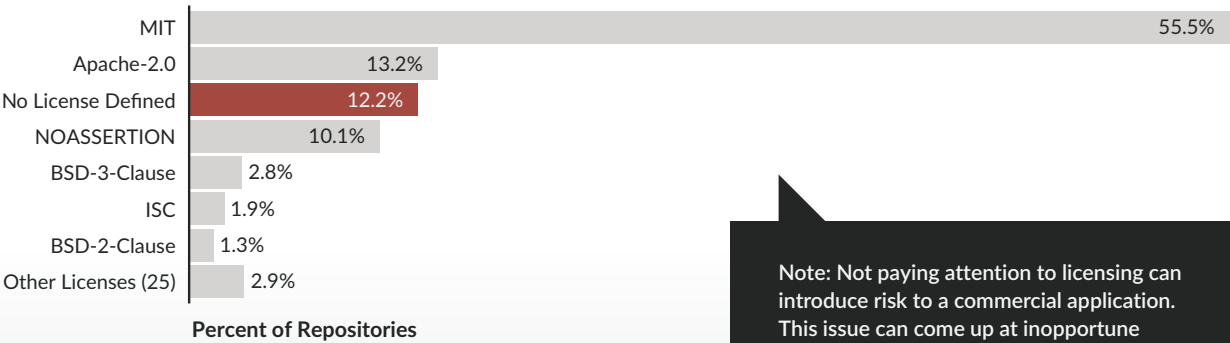 MIT 55.5%
Apache-2.0 13.2%
No License Defined 12.2%
NOASSERTION 10.1%
BSD-3-Clause 2.8%
ISC 1.9%
BSD-2-Clause 1.3%
Other Licenses (25) 2.9%
Percent of Repositories
Note: Not paying attention to licensing can
introduce risk to a commercial application.
This issue can come up at inopportune